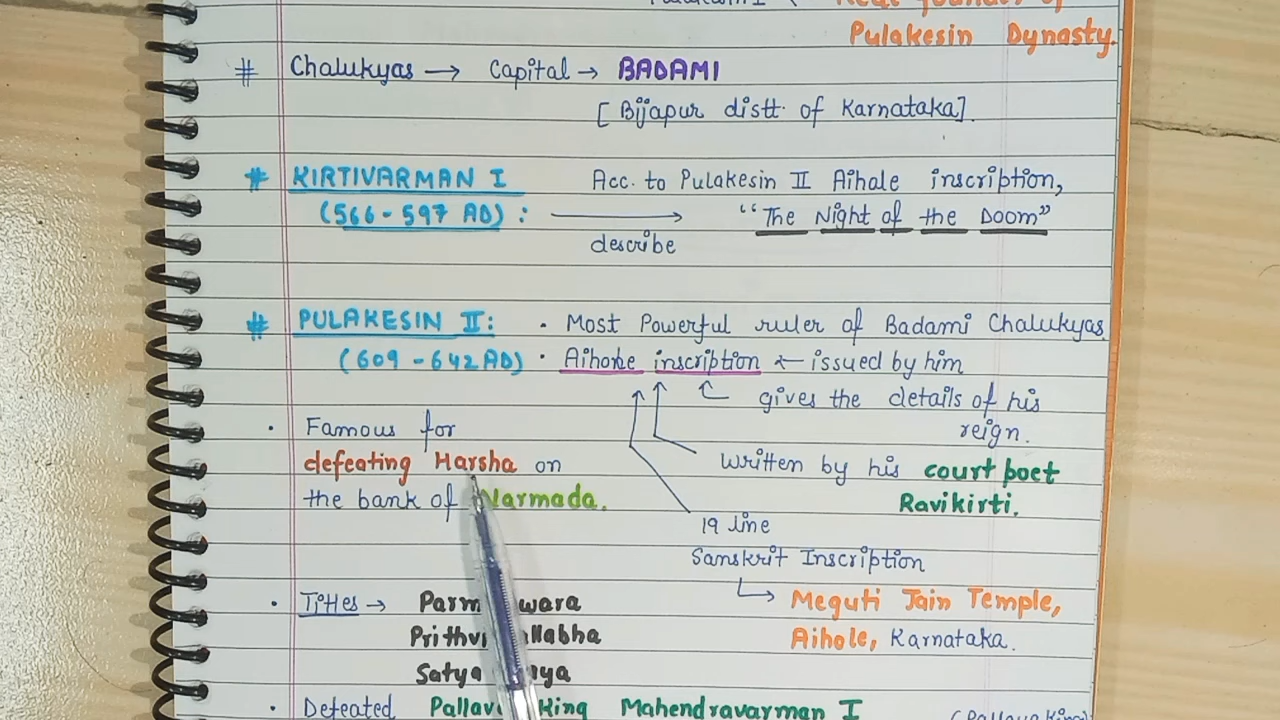 Real founder of
Pulakesin Dynasty.
# Chalukyas → Capital → BADAMI
[Bijapur distt. of Karnataka].
# KIRTIVARMAN I Acc. to Pulakesin II Aihole inscription,
(566-597 AD) : → "The Night of the Doom"
describe
# PULAKESIN II: · Most Powerful ruler of Badami Chalukyas
(609-642 AD) · Aihole inscription ← issued by him
gives the details of his
reign.
· Famous for
defeating Harsha on
written by his court poet
the bank of Narmada.
Ravikirti.
19 line
Sanskrit Inscription
· Titles → → Meguti Jain Temple,
Aihole, Karnataka.
· Defeated King Mahendravarman I